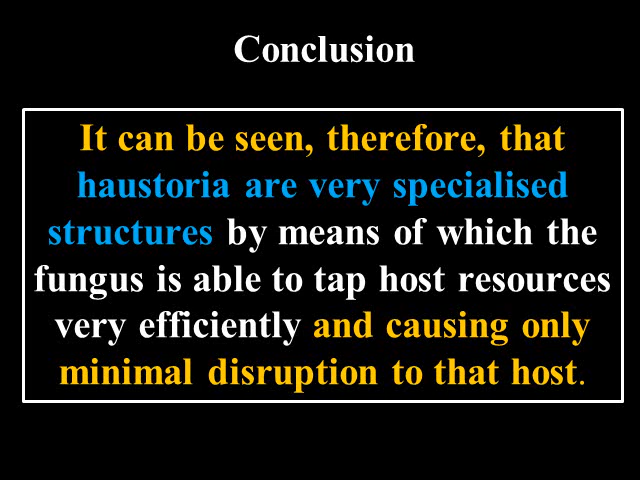 Conclusion
It can be seen, therefore, that
haustoria are very specialised
structures by means of which the
fungus is able to tap host resources
very efficiently and causing only
minimal disruption to that host.